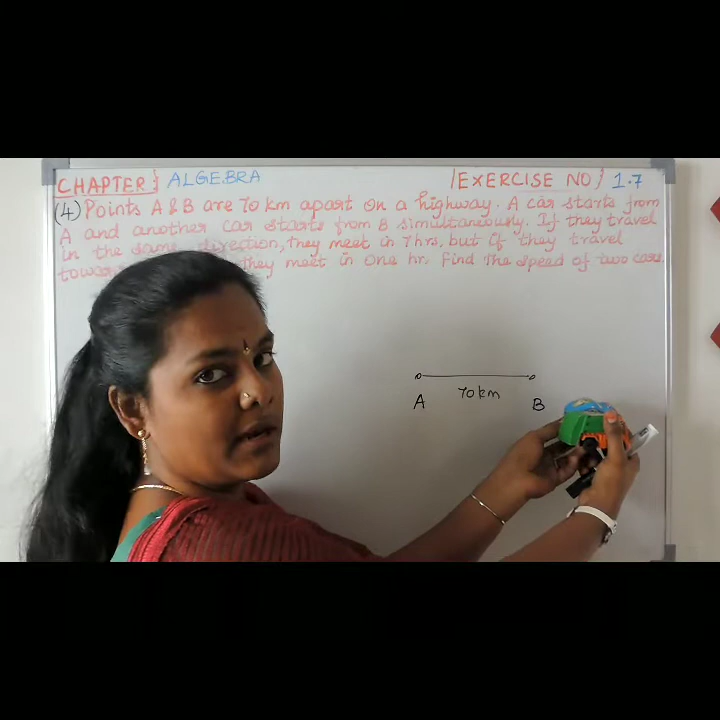 CHAPTER: ALGEBRA /EXERCISE NO/ 1.7
(4) Points A & B are 70 km apart on a highway. A car starts from
A and another car starts from B simultaneously. If they travel
in the same direction, they meet in 7 hrs, but if they travel
they meet in one hr. Find the speed of two cars.
70 km
A B